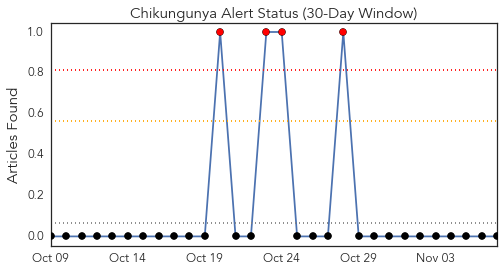 Chikungunya Alert Status (30-Day Window)
Articles Found
1.0
0.8
0.6
0.4
0.2
0.0
Oct 09 Oct 14 Oct 19 Oct 24 Oct 29 Nov 03